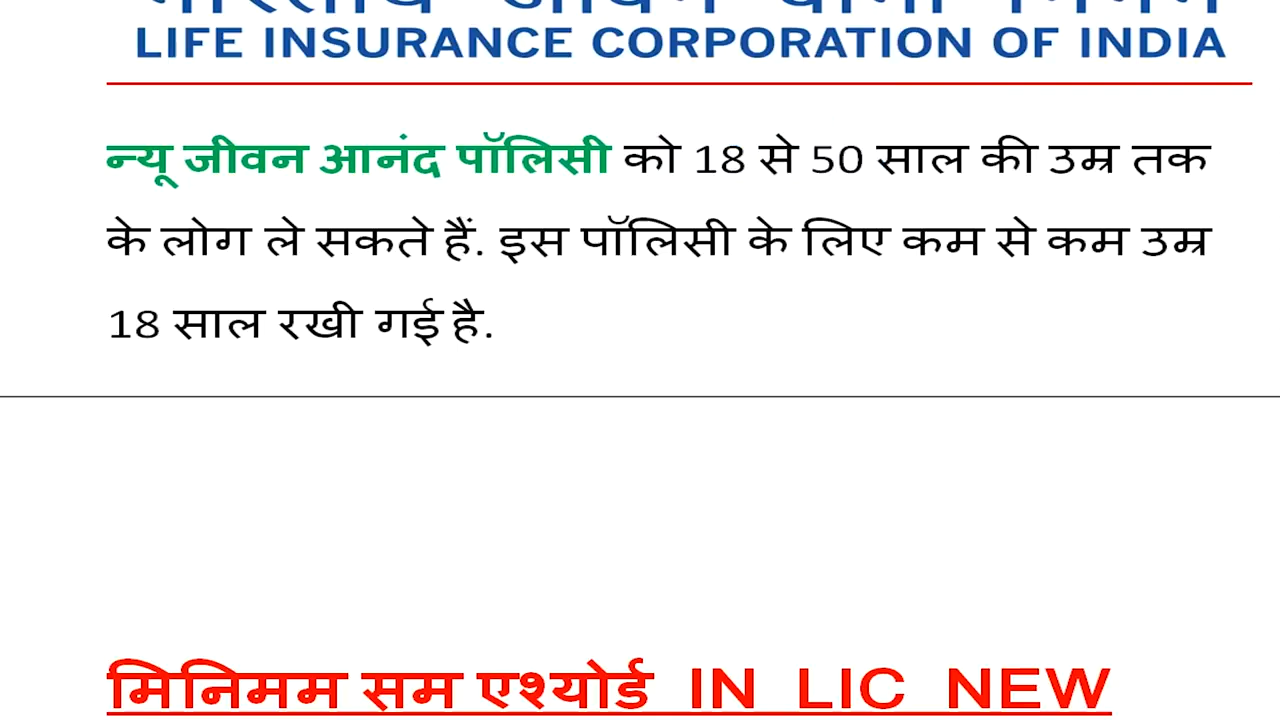 LIFE INSURANCE CORPORATION OF INDIA
न्यू जीवन आनंद पॉलिसी को 18 से 50 साल की उम्र तक
के लोग ले सकते हैं. इस पॉलिसी के लिए कम से कम उम्र
18 साल रखी गई है.
मिनिमम सम एश्योर्ड IN LIC NEW